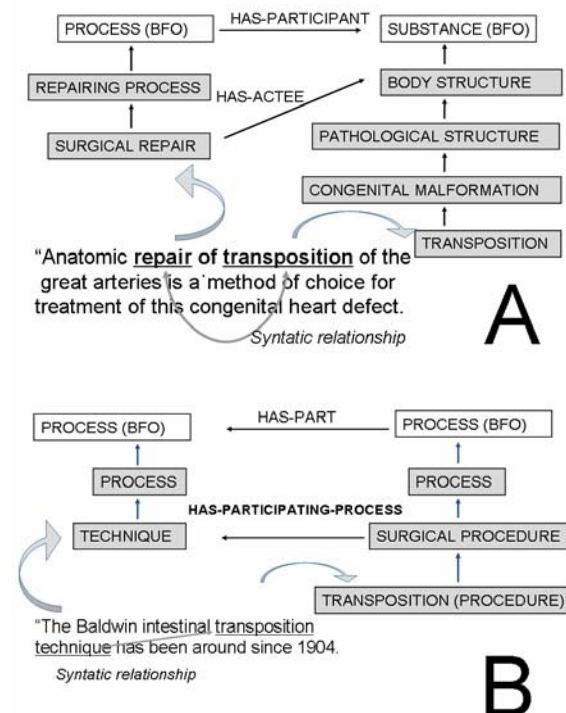 PROCESS (BFO)
HAS-PARTICIPANT
SUBSTANCE (BFO)
REPAIRING PROCESS
HAS-ACTEE
BODY STRUCTURE
SURGICAL REPAIR
PATHOLOGICAL STRUCTURE
CONGENITAL MALFORMATION
TRANSPOSITION
“Anatomic repair of transposition of the
great arteries is a method of choice for
treatment of this congenital heart defect.
Syntatic relationship
A
PROCESS (BFO)
HAS-PART
PROCESS (BFO)
PROCESS
PROCESS
HAS-PARTICIPATING-PROCESS
TECHNIQUE
SURGICAL PROCEDURE
TRANSPOSITION (PROCEDURE)
“The Baldwin intestinal transposition
technique has been around since 1904.
Syntatic relationship
B